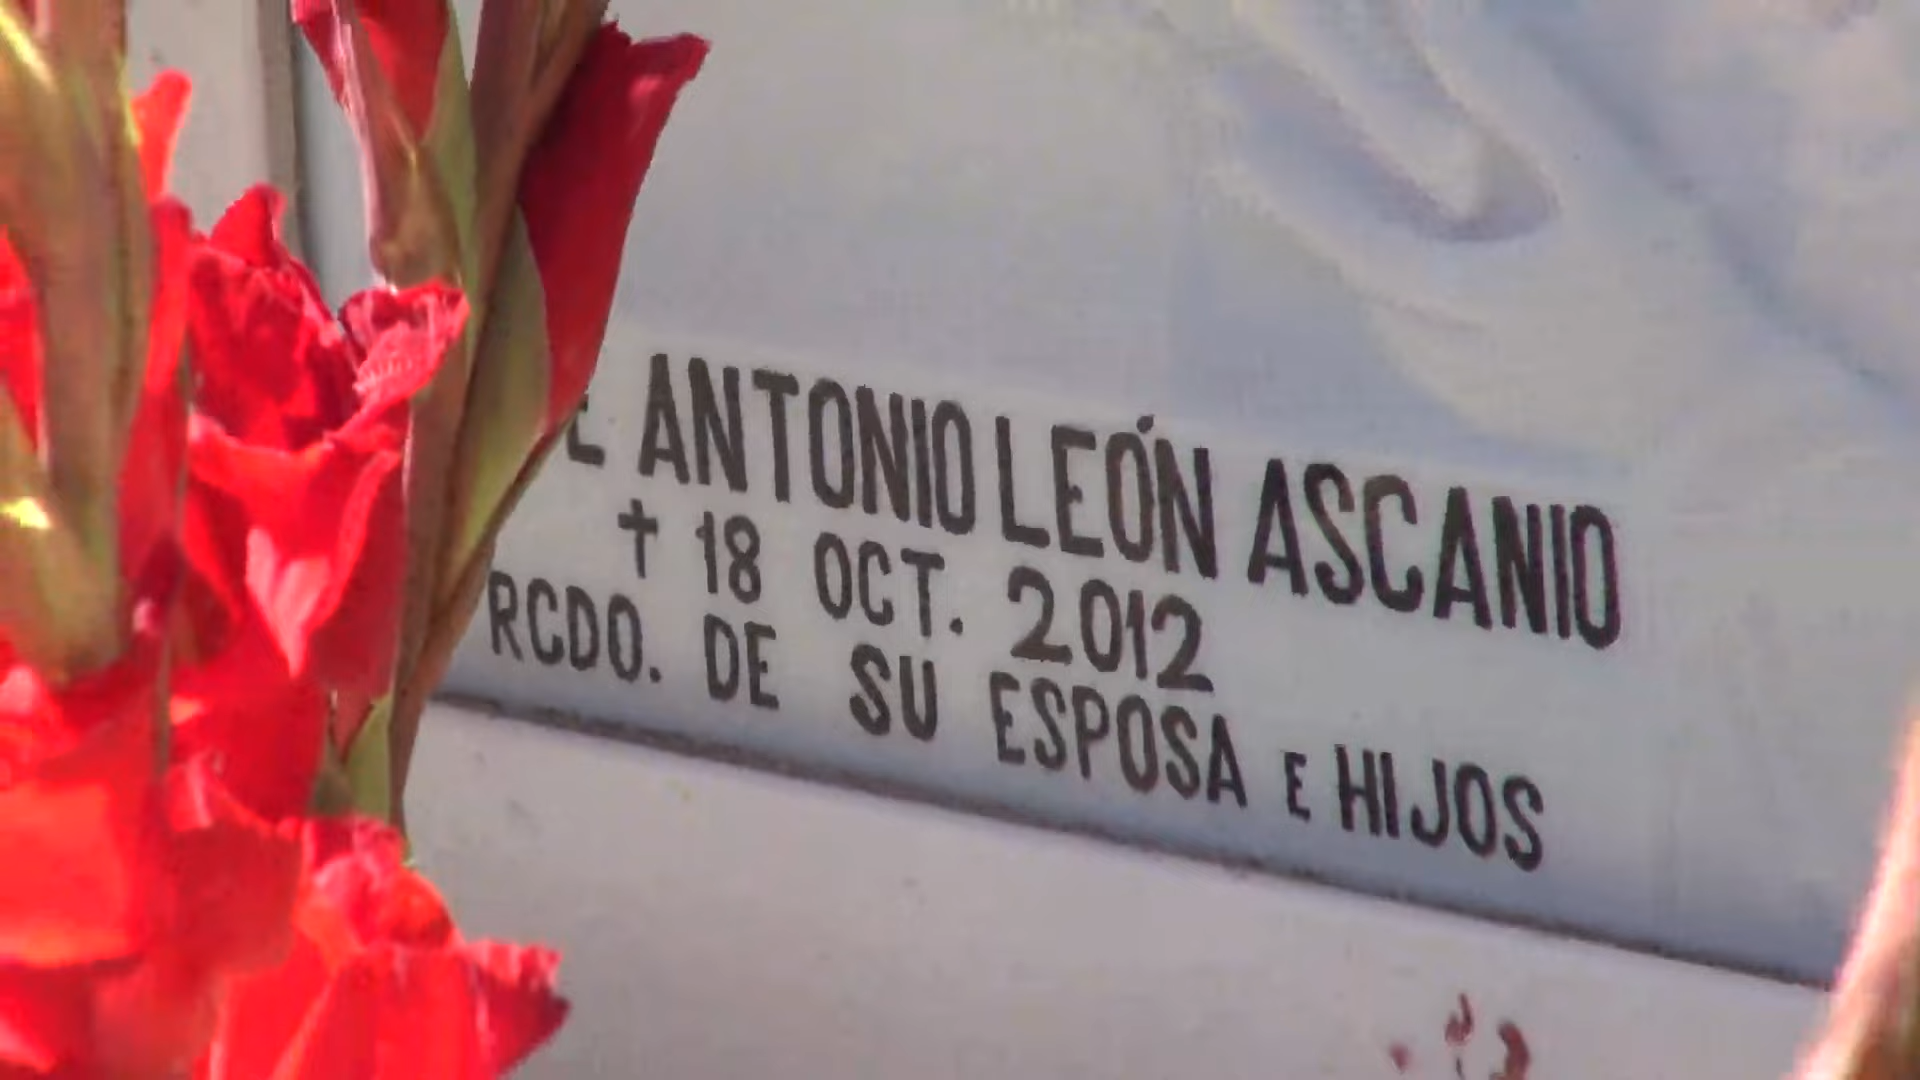 ANTONIO LEÓN ASCANIO
✝ 18 OCT. 2012
RCDO. DE SU ESPOSA E HIJOS